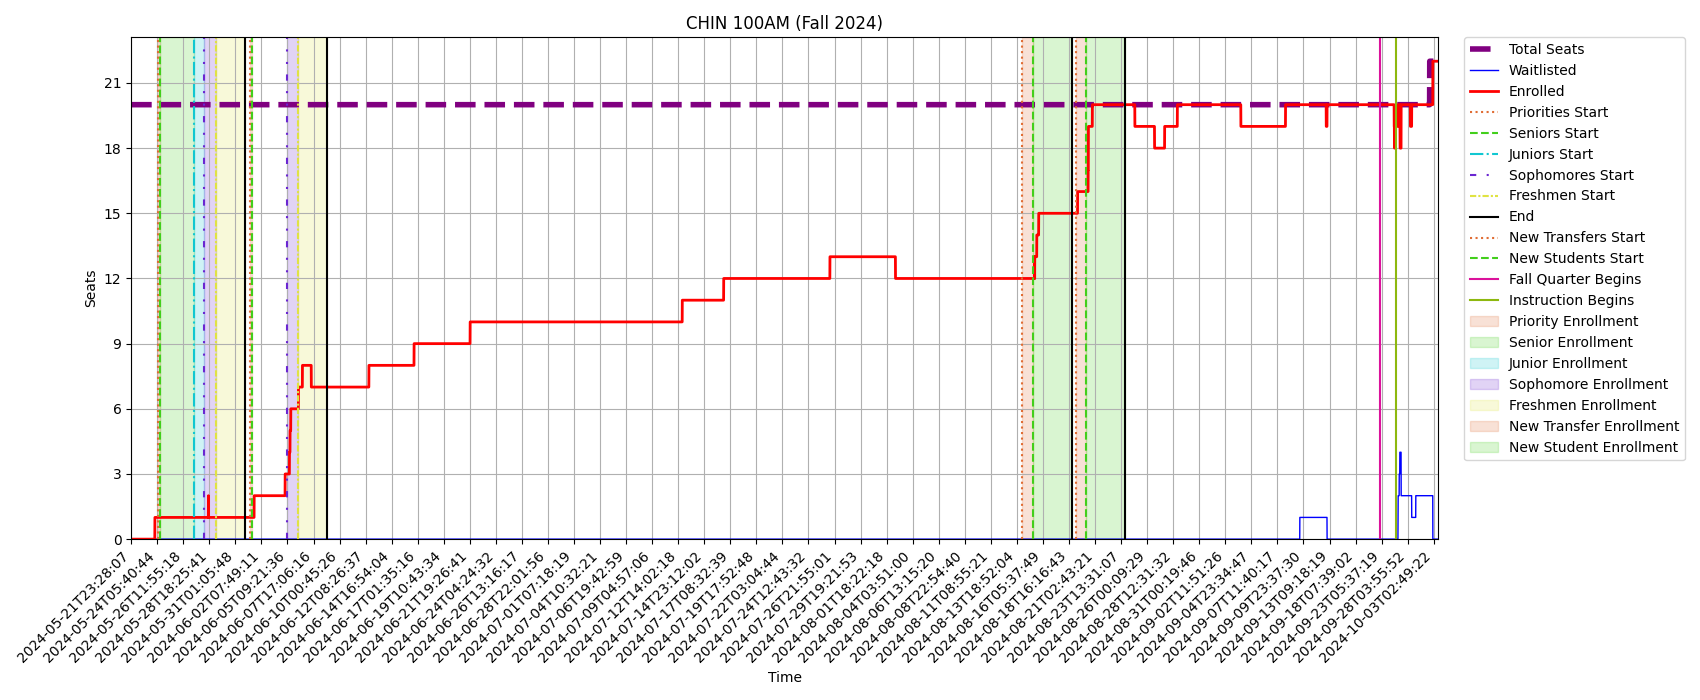 CHIN 100AM (Fall 2024)
Seats
21
18
15
12
9
6
3
0
2024-05-21T23:28:07
2024-05-24T05:40:44
2024-05-26T11:55:18
2024-05-28T18:25:41
2024-05-31T01:05:48
2024-06-02T07:49:11
2024-06-05T09:21:36
2024-06-07T17:06:16
2024-06-10T00:45:26
2024-06-12T08:26:37
2024-06-14T16:54:04
2024-06-17T01:35:16
2024-06-19T10:43:34
2024-06-21T19:26:41
2024-06-24T04:24:32
2024-06-26T13:16:17
2024-06-28T22:01:56
2024-07-01T07:18:19
2024-07-04T10:32:21
2024-07-06T19:42:59
2024-07-09T04:57:06
2024-07-12T14:02:18
2024-07-14T23:12:02
2024-07-17T08:32:39
2024-07-19T17:52:48
2024-07-22T03:04:44
2024-07-24T12:43:32
2024-07-26T21:55:01
2024-07-29T19:21:53
2024-08-01T18:22:18
2024-08-04T03:51:00
2024-08-06T13:15:20
2024-08-08T22:54:40
2024-08-11T08:55:21
2024-08-13T18:52:04
2024-08-16T05:37:49
2024-08-18T16:16:43
2024-08-21T02:43:21
2024-08-23T13:31:07
2024-08-26T00:09:29
2024-08-28T12:31:32
2024-08-31T00:19:46
2024-09-02T11:51:26
2024-09-04T23:34:47
2024-09-07T11:40:17
2024-09-09T23:37:30
2024-09-13T09:18:19
2024-09-18T07:39:02
2024-09-23T05:37:19
2024-09-28T03:55:52
2024-10-03T02:49:22
Time
Total Seats
Waitlisted
Enrolled
Priorities Start
Seniors Start
Juniors Start
Sophomores Start
Freshmen Start
End
New Transfers Start
New Students Start
Fall Quarter Begins
Instruction Begins
Priority Enrollment
Senior Enrollment
Junior Enrollment
Sophomore Enrollment
Freshmen Enrollment
New Transfer Enrollment
New Student Enrollment